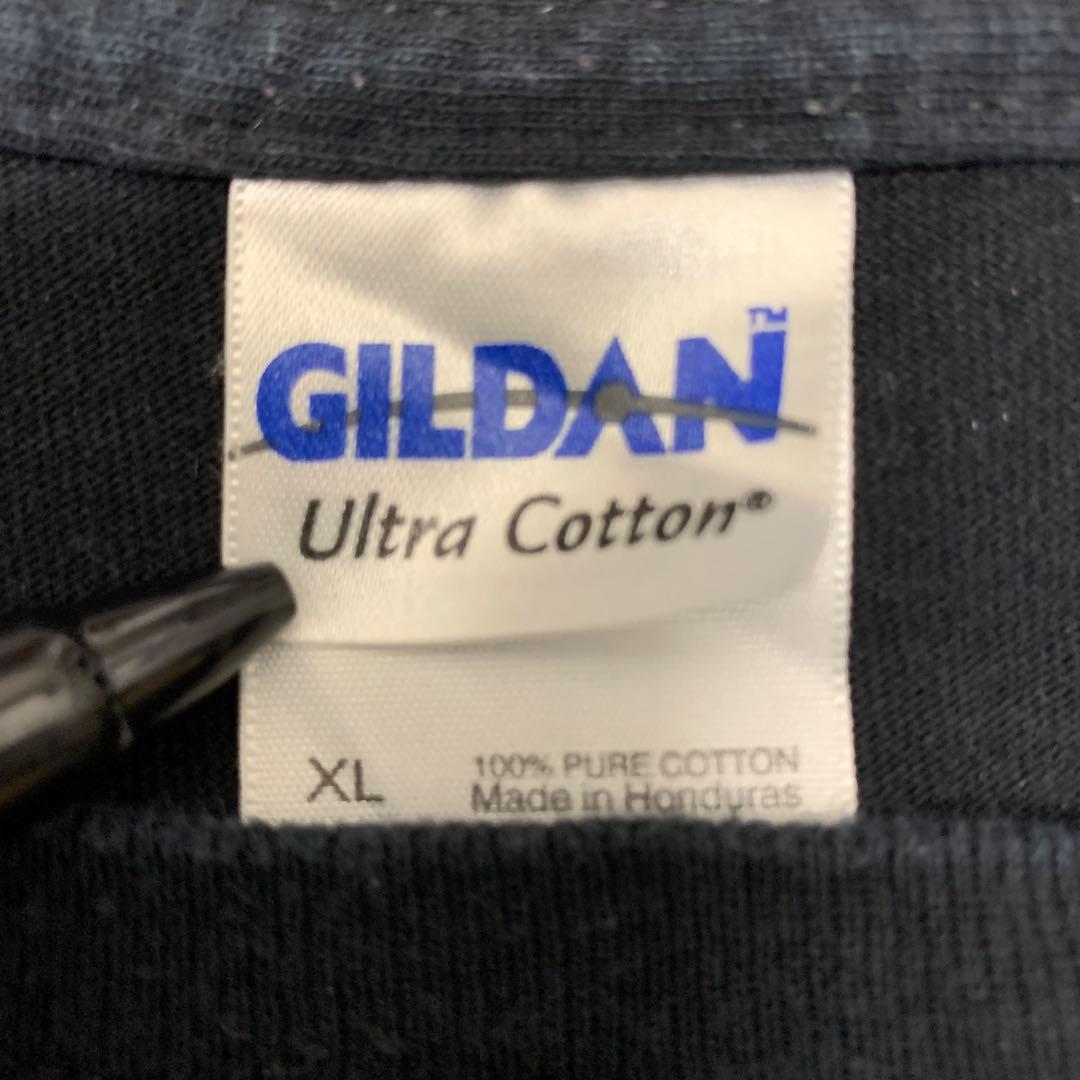 GILDAN™
Ultra Cotton®
XL
100% PURE COTTON
Made in Honduras